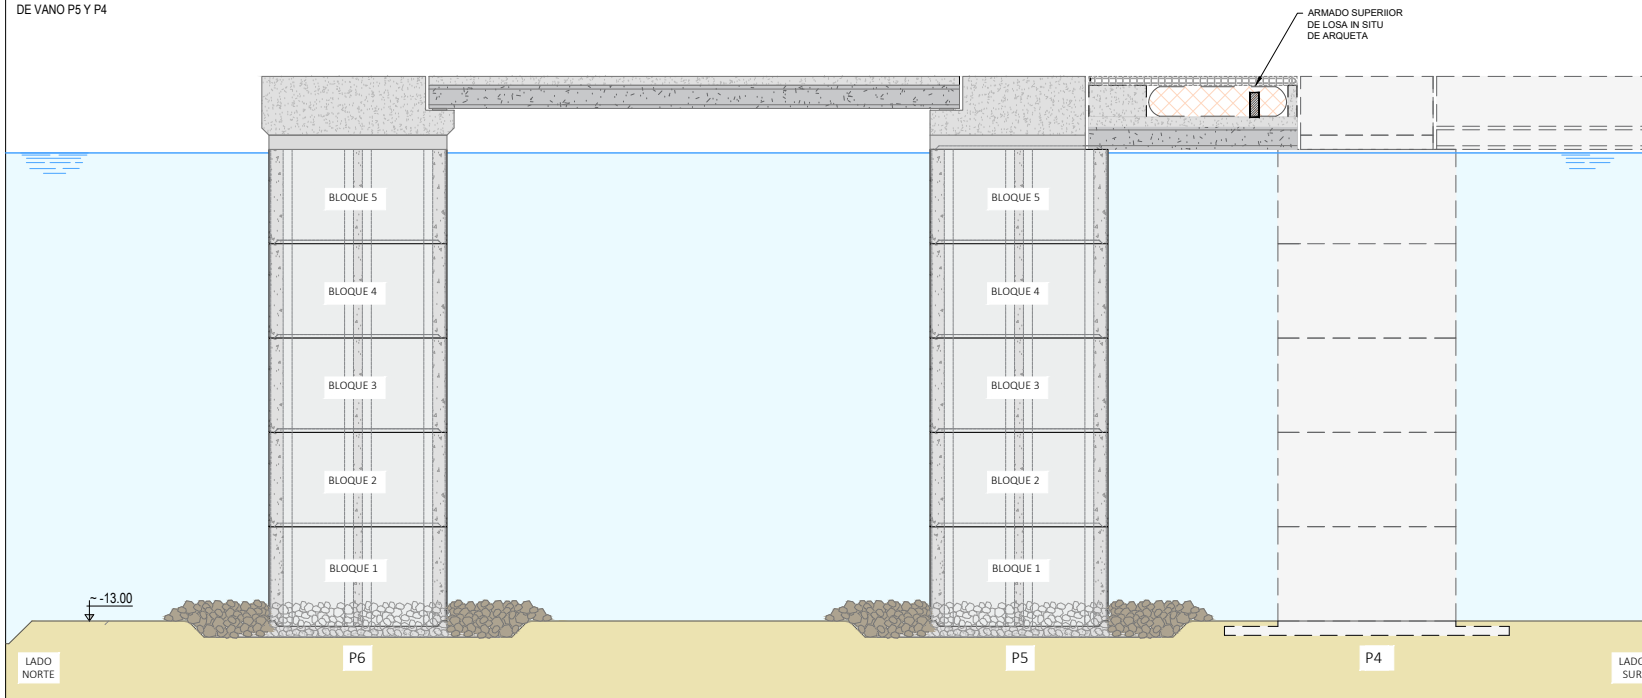 DE VANO P5 Y P4
ARMADO SUPERIIOR
DE LOSA IN SITU
DE ARQUETA
BLOQUE 5
BLOQUE 5
BLOQUE 4
BLOQUE 4
BLOQUE 3
BLOQUE 3
BLOQUE 2
BLOQUE 2
BLOQUE 1
BLOQUE 1
~ -13.00
LADO
NORTE
P6
P5
P4
LADO
SUR